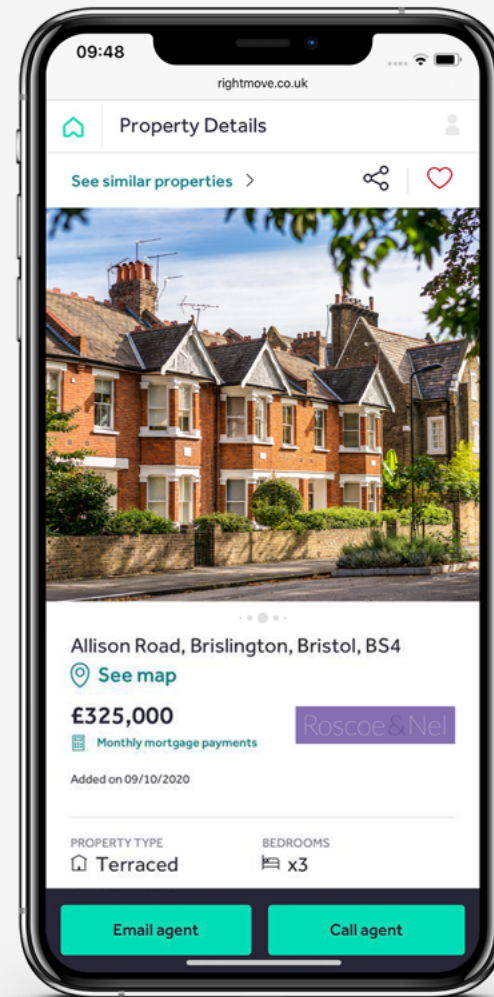 09:48
rightmove.co.uk
Property Details
See similar properties >
Allison Road, Brislington, Bristol, BS4
See map
£325,000
Roscoe&Nel
Monthly mortgage payments
Added on 09/10/2020
PROPERTY TYPE
BEDROOMS
Terraced
x3
Email agent
Call agent